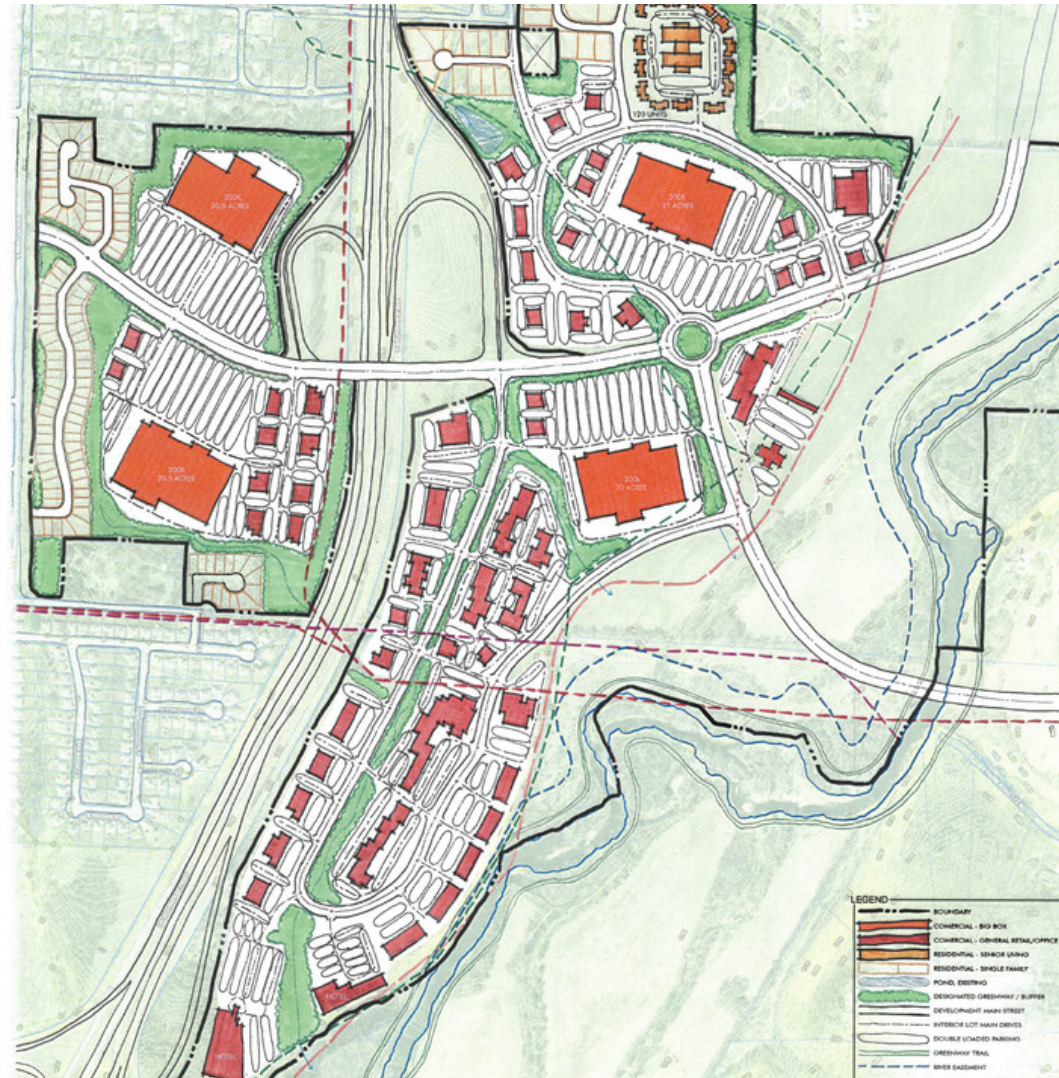 120 UNITS
200K
20.5 ACRES
200K
21 ACRES
200K
20.5 ACRES
200k
20 ACRES
HOTEL
HOTEL
LEGEND
BOUNDARY
COMERCIAL - BIG BOX
COMERCIAL - GENERAL RETAIL/OFFICE
RESIDENTIAL - SENIOR LIVING
RESIDENTIAL - SINGLE FAMILY
POND, EXISTING
DESIGNATED GREENWAY / BUFFER
DEVELOPMENT MAIN STREET
INTERIOR LOT MAIN DRIVES
DOUBLE LOADED PARKING
GREENWAY TRAIL
RIVER EASEMENT